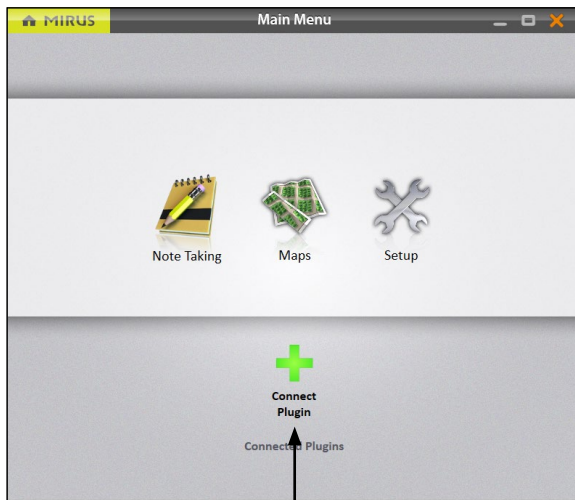 MIRUS
Main Menu
Note Taking
Maps
Setup
Connect
Plugin
Connected Plugins